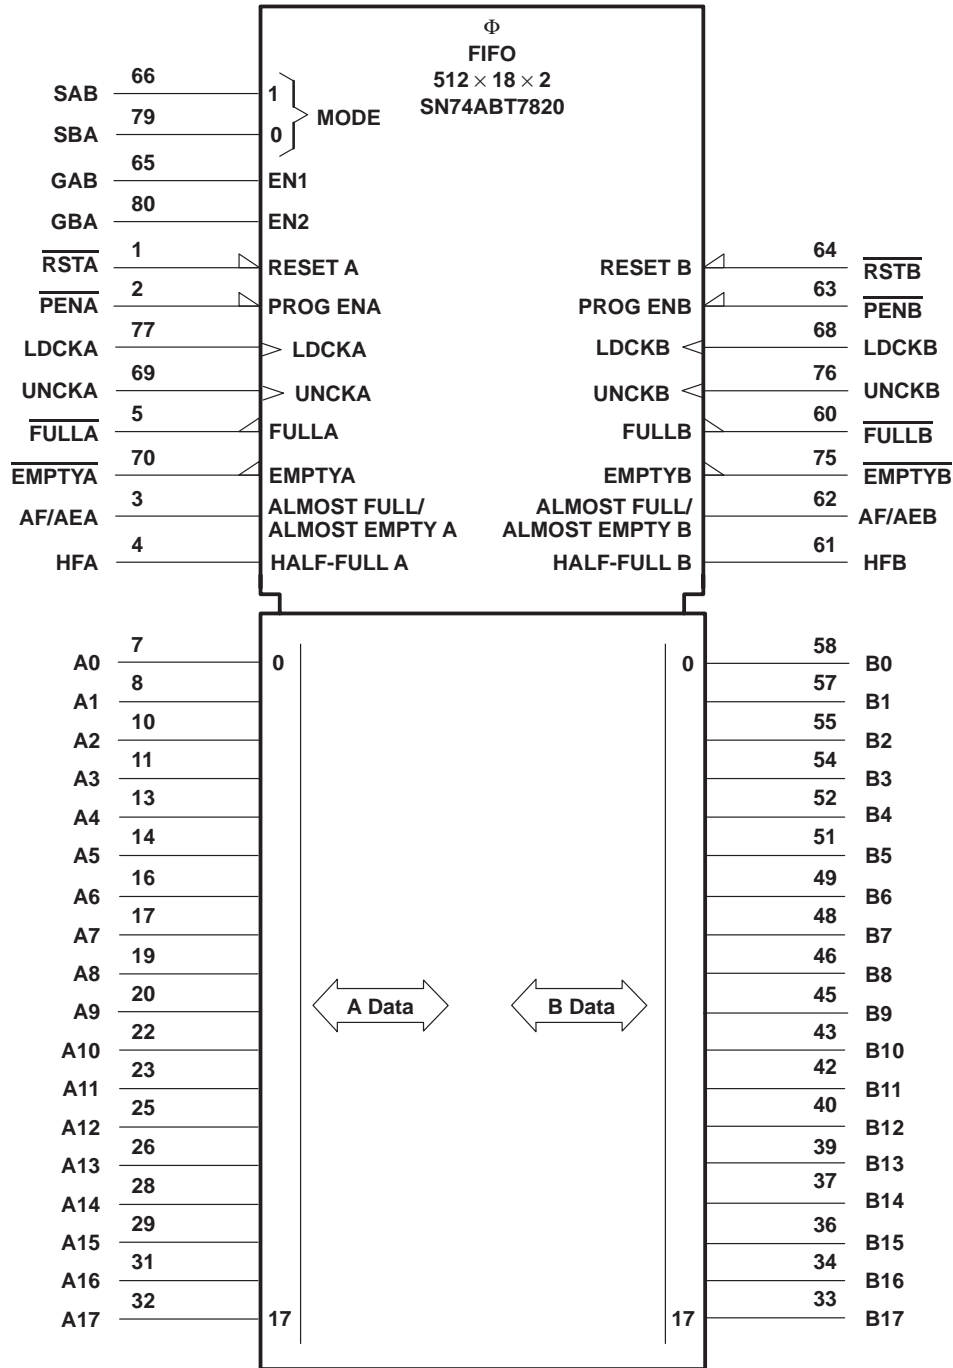 Φ
FIFO
512 × 18 × 2
SN74ABT7820
SAB 66 1
MODE
SBA 79 0
GAB 65 EN1
GBA 80 EN2
RSTA 1 RESET A RESET B 64 RSTB
PENA 2 PROG ENA PROG ENB 63 PENB
LDCKA 77 LDCKA LDCKB 68 LDCKB
UNCKA 69 UNCKA UNCKB 76 UNCKB
FULLA 5 FULLA FULLB 60 FULLB
EMPTYA 70 EMPTYA EMPTYB 75 EMPTYB
AF/AEA 3 ALMOST FULL/ ALMOST FULL/ 62 AF/AEB
ALMOST EMPTY A ALMOST EMPTY B
HFA 4 HALF-FULL A HALF-FULL B 61 HFB
A0 7 0 0 58 B0
A1 8 57 B1
A2 10 55 B2
A3 11 54 B3
A4 13 52 B4
A5 14 51 B5
A6 16 49 B6
A7 17 48 B7
A8 19 46 B8
A9 20 A Data B Data 45 B9
A10 22 43 B10
A11 23 42 B11
A12 25 40 B12
A13 26 39 B13
A14 28 37 B14
A15 29 36 B15
A16 31 34 B16
A17 32 17 17 33 B17